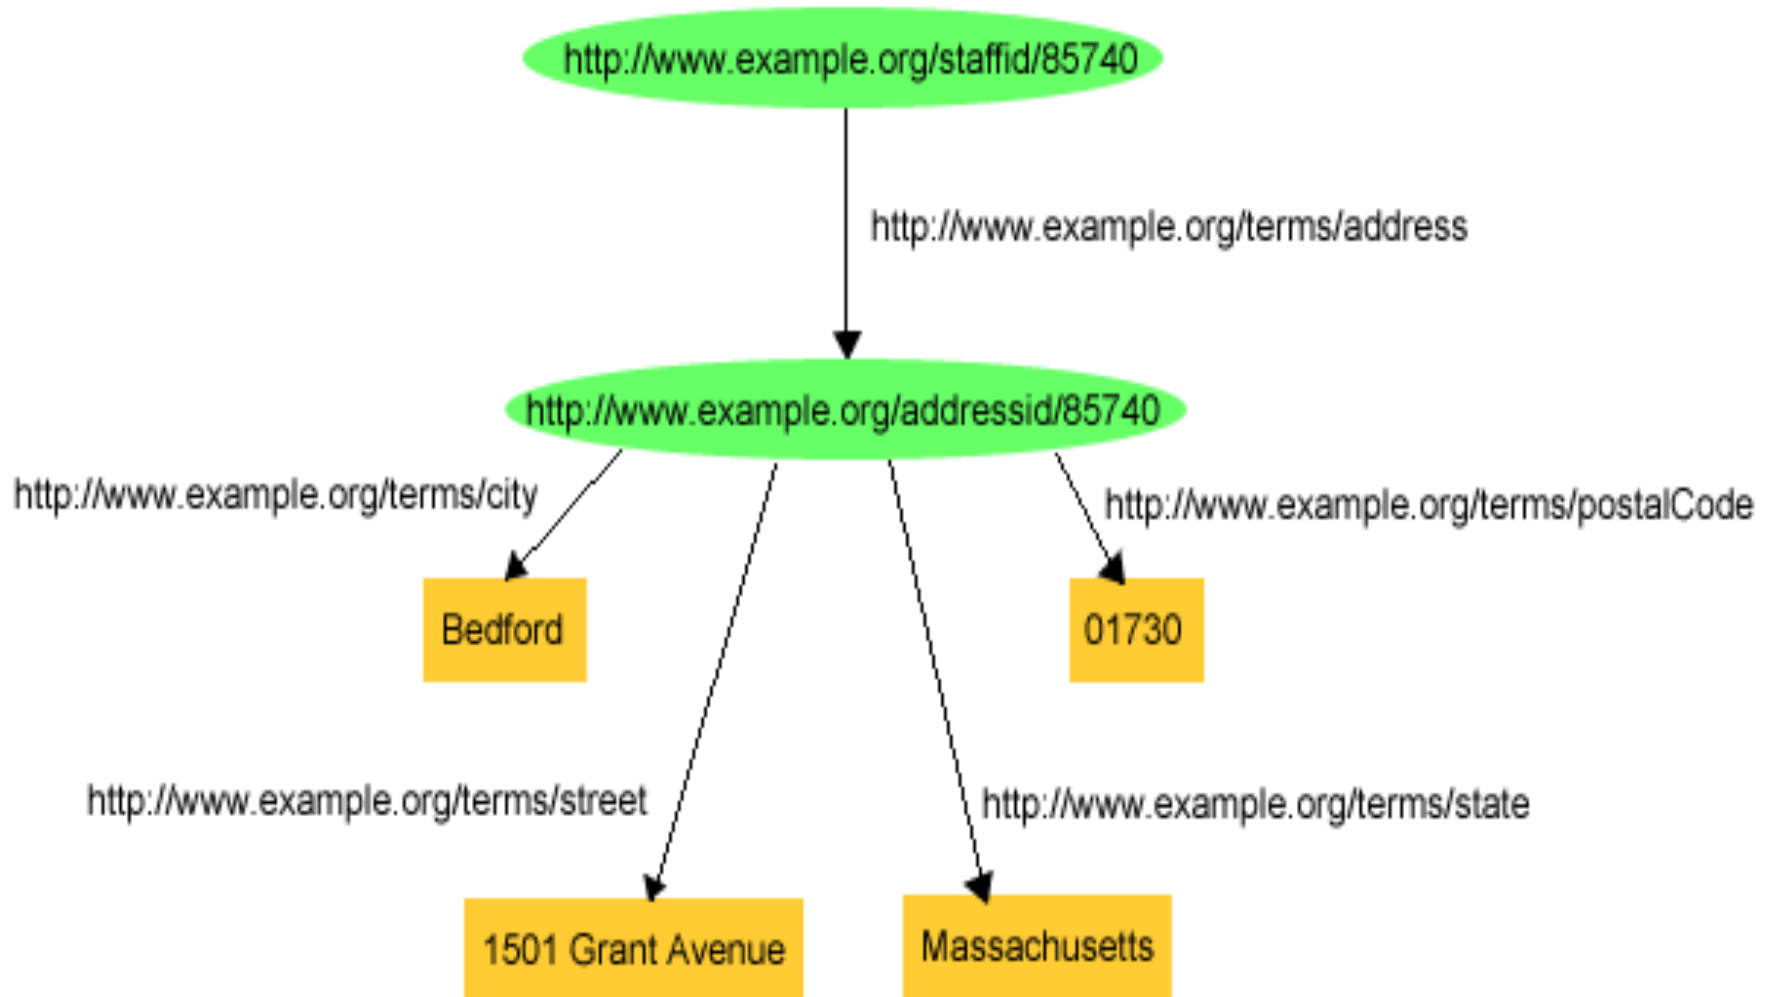 http://www.example.org/staffid/85740
http://www.example.org/terms/address
http://www.example.org/addressid/85740
http://www.example.org/terms/city
http://www.example.org/terms/postalCode
Bedford
01730
http://www.example.org/terms/street
http://www.example.org/terms/state
1501 Grant Avenue
Massachusetts